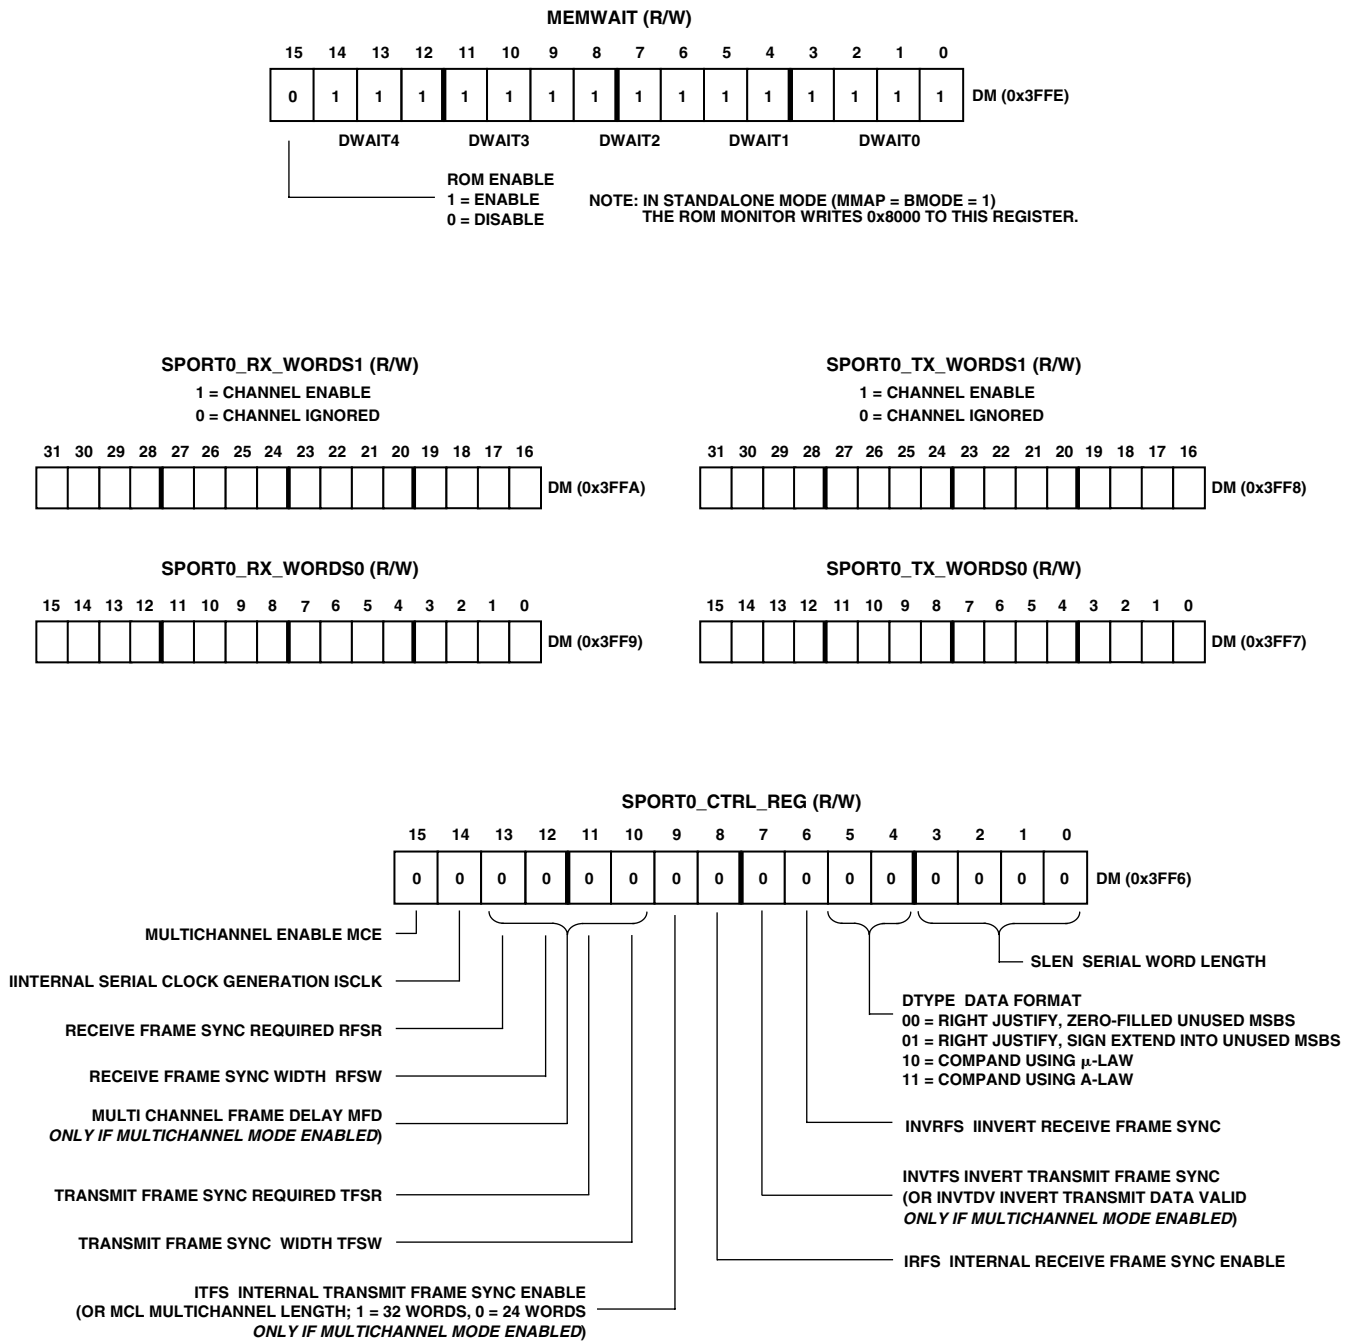 MEMWAIT (R/W)
15 14 13 12 11 10 9 8 7 6 5 4 3 2 1 0
0 1 1 1 1 1 1 1 1 1 1 1 1 1 1 1 DM (0x3FFE)
DWAIT4 DWAIT3 DWAIT2 DWAIT1 DWAIT0
ROM ENABLE
1 = ENABLE
0 = DISABLE
NOTE: IN STANDALONE MODE (MMAP = BMODE = 1)
THE ROM MONITOR WRITES 0x8000 TO THIS REGISTER.
SPORT0_RX_WORDS1 (R/W)
1 = CHANNEL ENABLE
0 = CHANNEL IGNORED
31 30 29 28 27 26 25 24 23 22 21 20 19 18 17 16
DM (0x3FFA)
SPORT0_TX_WORDS1 (R/W)
1 = CHANNEL ENABLE
0 = CHANNEL IGNORED
31 30 29 28 27 26 25 24 23 22 21 20 19 18 17 16
DM (0x3FF8)
SPORT0_RX_WORDS0 (R/W)
15 14 13 12 11 10 9 8 7 6 5 4 3 2 1 0
DM (0x3FF9)
SPORT0_TX_WORDS0 (R/W)
15 14 13 12 11 10 9 8 7 6 5 4 3 2 1 0
DM (0x3FF7)
SPORT0_CTRL_REG (R/W)
15 14 13 12 11 10 9 8 7 6 5 4 3 2 1 0
0 0 0 0 0 0 0 0 0 0 0 0 0 0 0 0 DM (0x3FF6)
MULTICHANNEL ENABLE MCE
IINTERNAL SERIAL CLOCK GENERATION ISCLK
RECEIVE FRAME SYNC REQUIRED RFSR
RECEIVE FRAME SYNC WIDTH RFSW
MULTI CHANNEL FRAME DELAY MFD
ONLY IF MULTICHANNEL MODE ENABLED)
TRANSMIT FRAME SYNC REQUIRED TFSR
TRANSMIT FRAME SYNC WIDTH TFSW
ITFS INTERNAL TRANSMIT FRAME SYNC ENABLE
(OR MCL MULTICHANNEL LENGTH; 1 = 32 WORDS, 0 = 24 WORDS
ONLY IF MULTICHANNEL MODE ENABLED)
SLEN SERIAL WORD LENGTH
DTYPE DATA FORMAT
00 = RIGHT JUSTIFY, ZERO-FILLED UNUSED MSBS
01 = RIGHT JUSTIFY, SIGN EXTEND INTO UNUSED MSBS
10 = COMPAND USING μ-LAW
11 = COMPAND USING A-LAW
INVRFS IINVERT RECEIVE FRAME SYNC
INVTFS INVERT TRANSMIT FRAME SYNC
(OR INVTDV INVERT TRANSMIT DATA VALID
ONLY IF MULTICHANNEL MODE ENABLED)
IRFS INTERNAL RECEIVE FRAME SYNC ENABLE